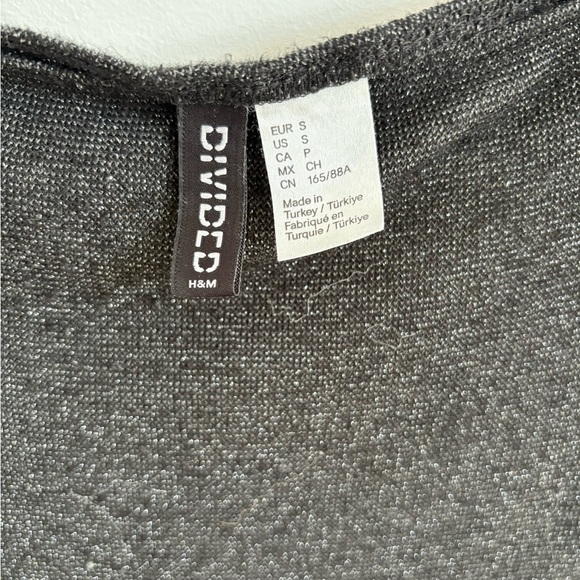 DIVIDED
H&M
EUR S
US S
CA P
MX CH
CN 165/88A
Made in
Turkey / Türkiye
Fabriqué en
Turquie / Türkiye